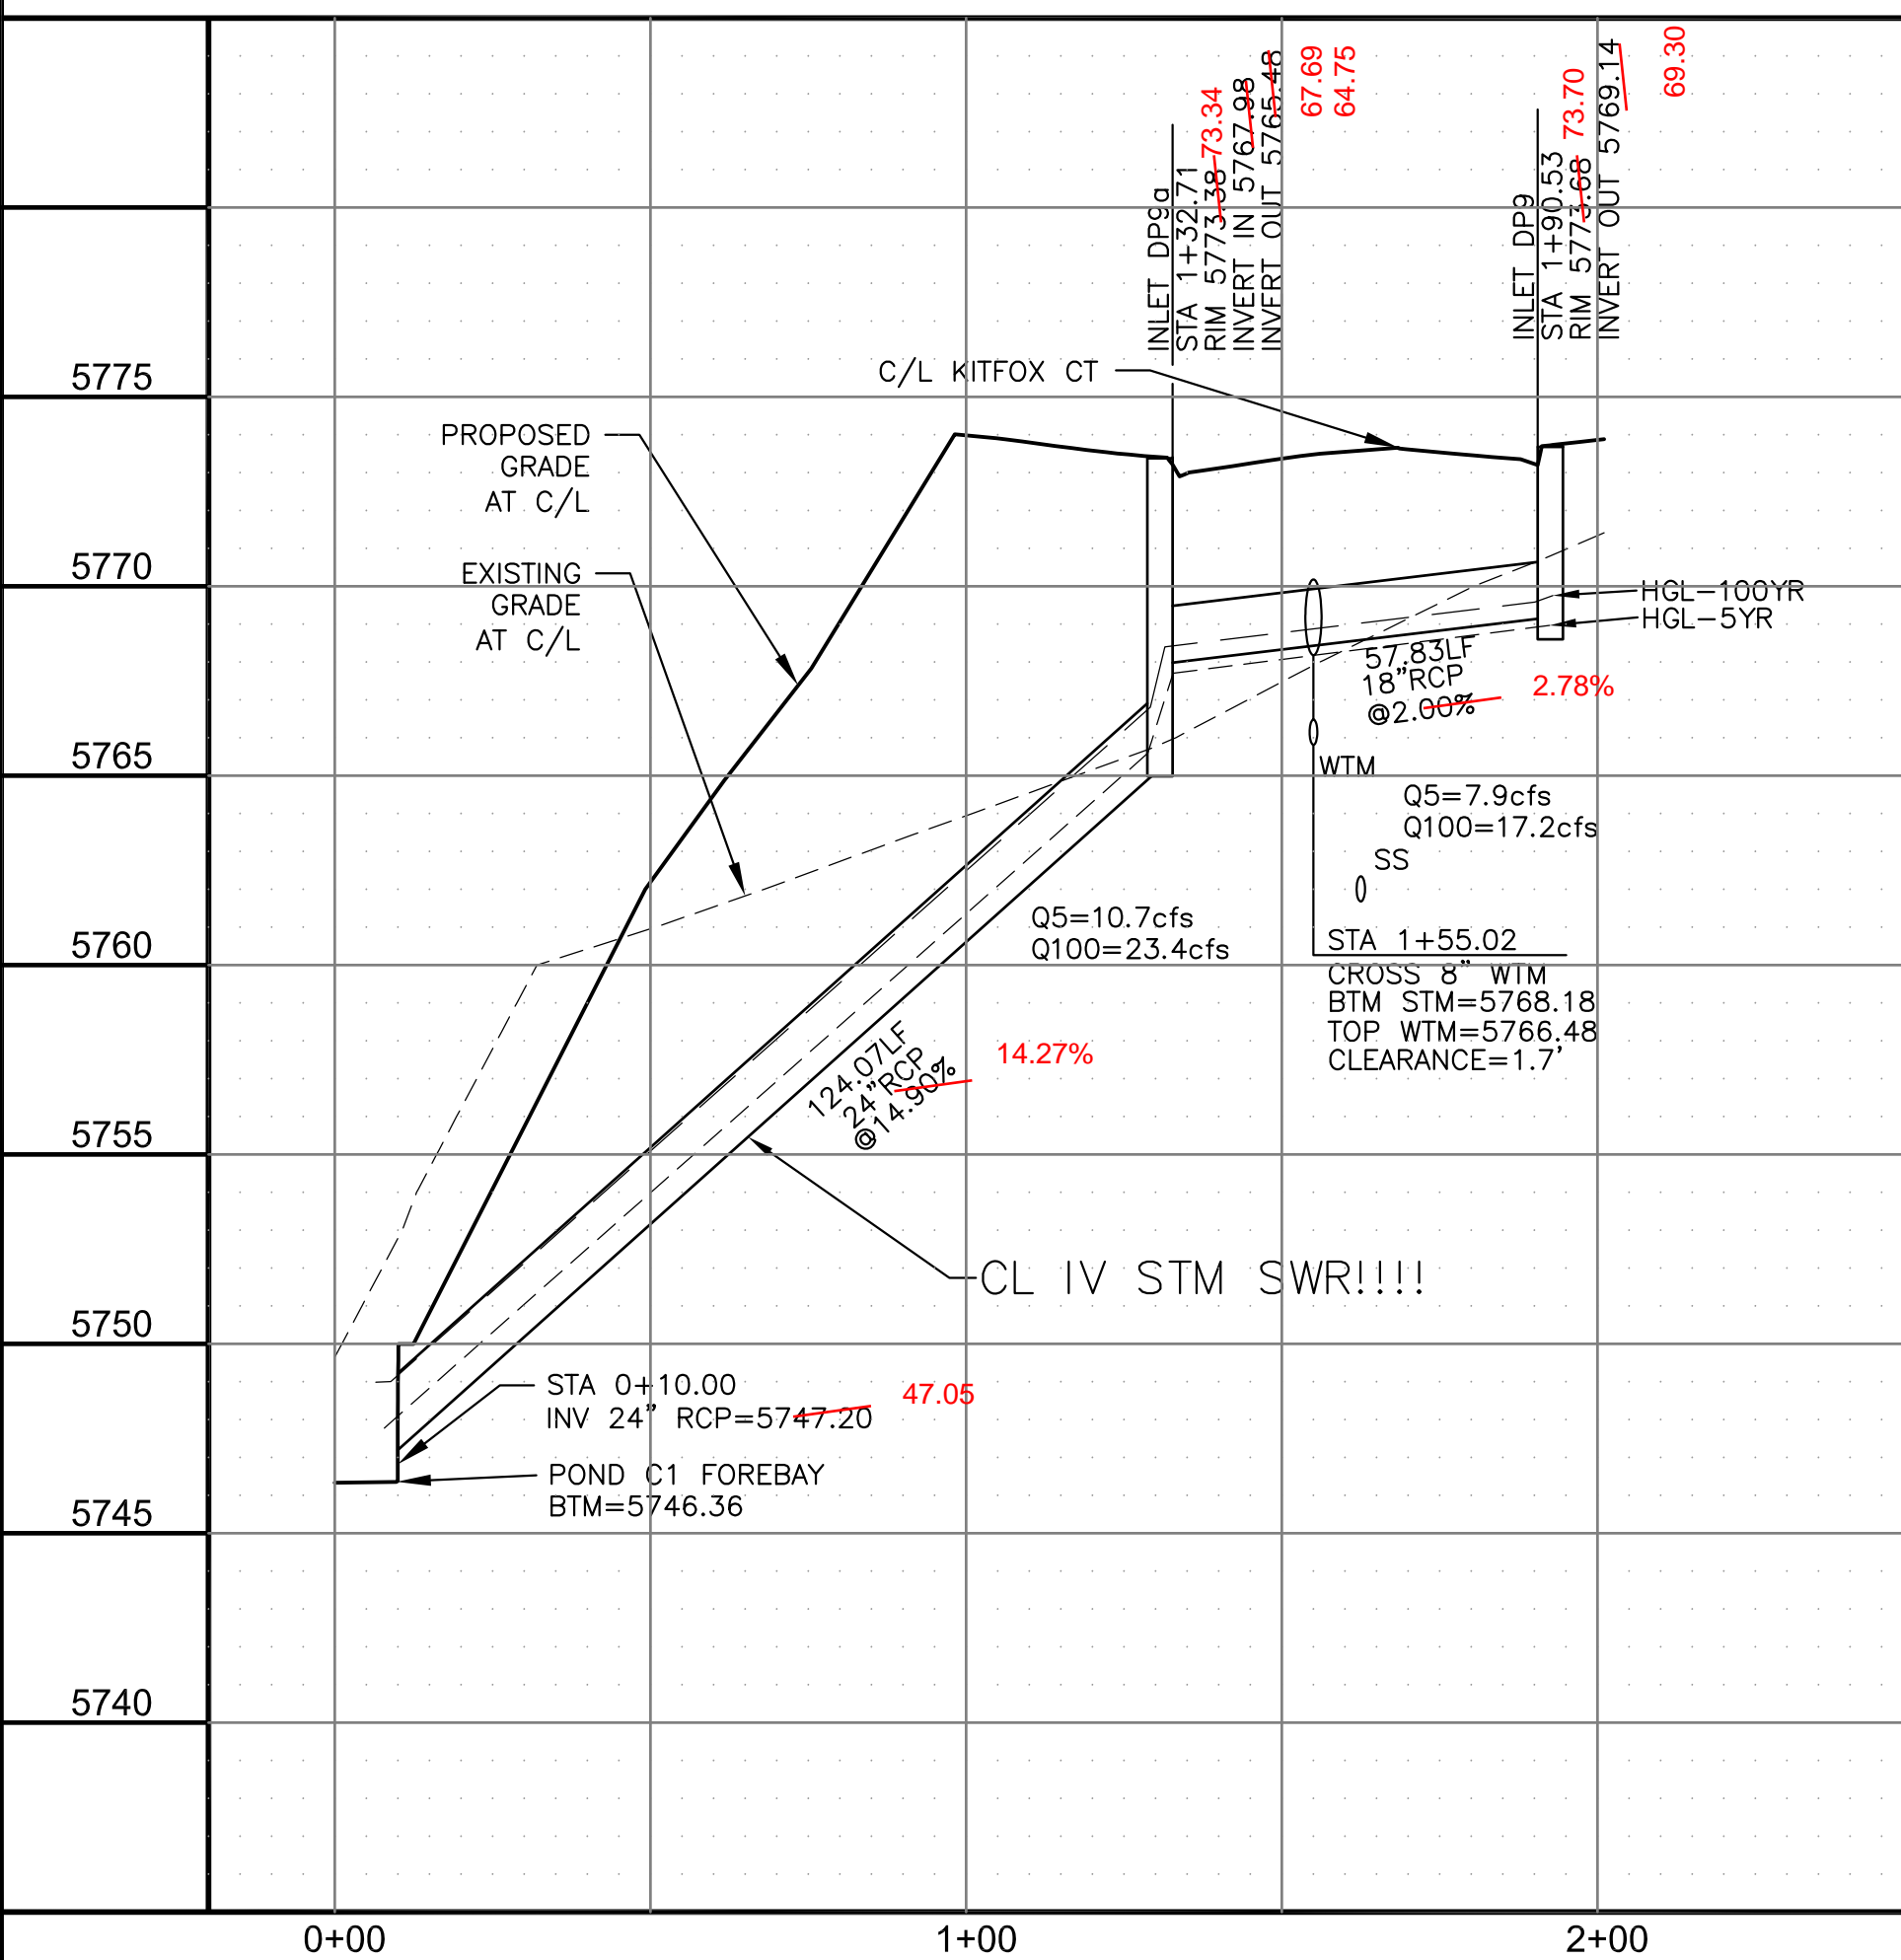 INLET DP9a
STA 1+32.71
RIM 5773.38 73.34
INVERT IN 5767.98
INVERT OUT 5765.48
67.69
64.75
INLET DP9
STA 1+90.53
RIM 5773.68 73.70
INVERT OUT 5769.14
69.30
C/L KITFOX CT
PROPOSED
GRADE
AT C/L
EXISTING
GRADE
AT C/L
HGL-100YR
HGL-5YR
57.83LF
18"RCP
@2.00%
2.78%
WTM
Q5=7.9cfs
Q100=17.2cfs
SS
Q5=10.7cfs
Q100=23.4cfs
STA 1+55.02
CROSS 8" WTM
BTM STM=5768.18
TOP WTM=5766.48
CLEARANCE=1.7'
124.07LF
24"RCP
@14.90%
14.27%
CL IV STM SWR!!!!
STA 0+10.00
INV 24" RCP=5747.20
47.05
POND C1 FOREBAY
BTM=5746.36
5775
5770
5765
5760
5755
5750
5745
5740
0+00
1+00
2+00